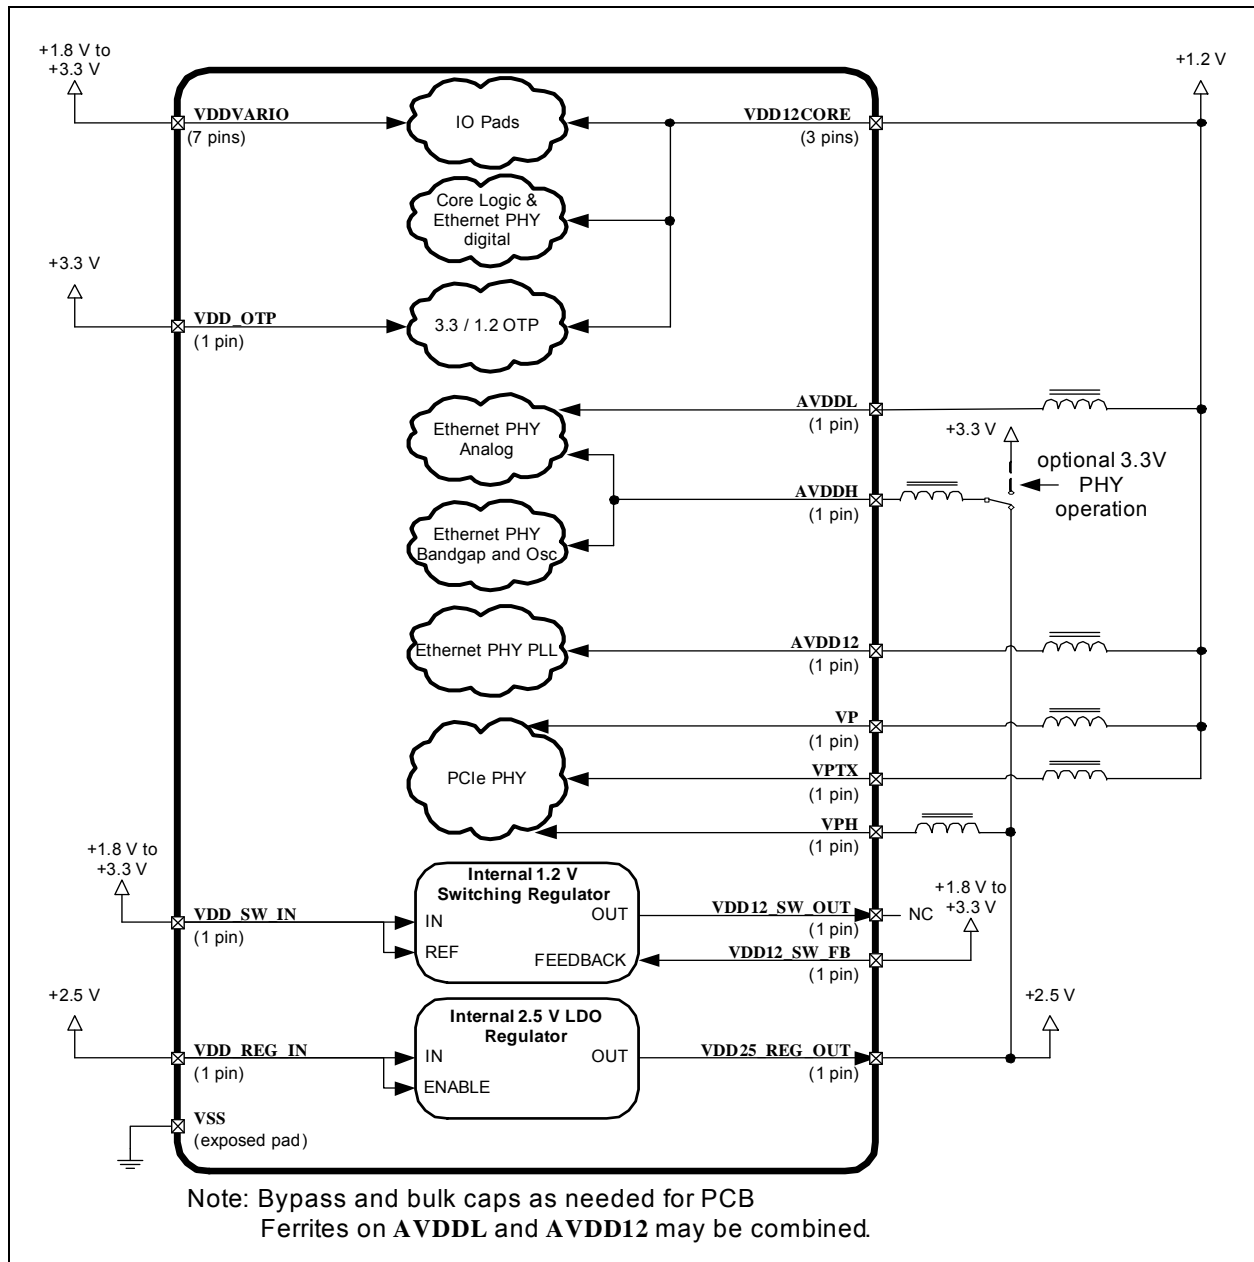 +1.8 V to
+3.3 V
+1.2 V
VDDVARIO
(7 pins)
IO Pads
VDD12CORE
(3 pins)
Core Logic &
Ethernet PHY
digital
+3.3 V
VDD_OTP
(1 pin)
3.3 / 1.2 OTP
AVDDL
(1 pin)
Ethernet PHY
Analog
+3.3 V
optional 3.3V
PHY
operation
AVDDH
(1 pin)
Ethernet PHY
Bandgap and Osc
Ethernet PHY PLL
AVDD12
(1 pin)
VP
(1 pin)
PCIe PHY
VPTX
(1 pin)
VPH
(1 pin)
+1.8 V to
+3.3 V
Internal 1.2 V
Switching Regulator
VDD_SW_IN
(1 pin)
IN
REF
OUT
FEEDBACK
VDD12_SW_OUT
(1 pin)
NC
+1.8 V to
+3.3 V
VDD12_SW_FB
(1 pin)
+2.5 V
Internal 2.5 V LDO
Regulator
VDD_REG_IN
(1 pin)
IN
ENABLE
OUT
VDD25_REG_OUT
(1 pin)
+2.5 V
VSS
(exposed pad)
Note: Bypass and bulk caps as needed for PCB
Ferrites on AVDDL and AVDD12 may be combined.